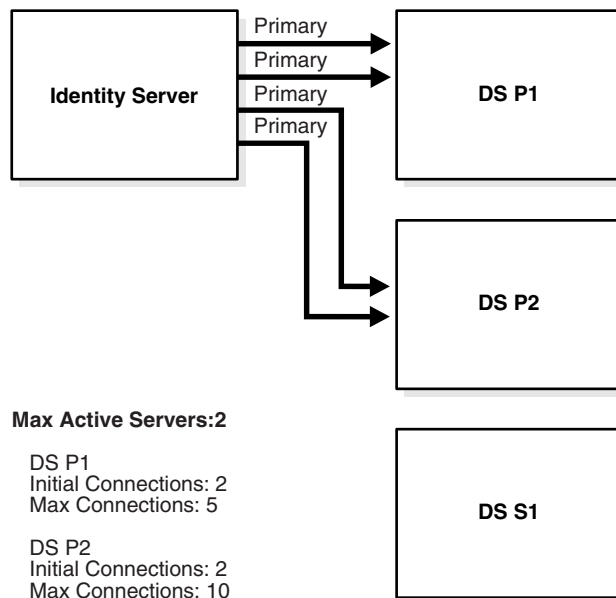 Primary
Primary
Primary
Primary
Identity Server
DS P1
DS P2
DS S1
Max Active Servers:2
DS P1
Initial Connections: 2
Max Connections: 5
DS P2
Initial Connections: 2
Max Connections: 10